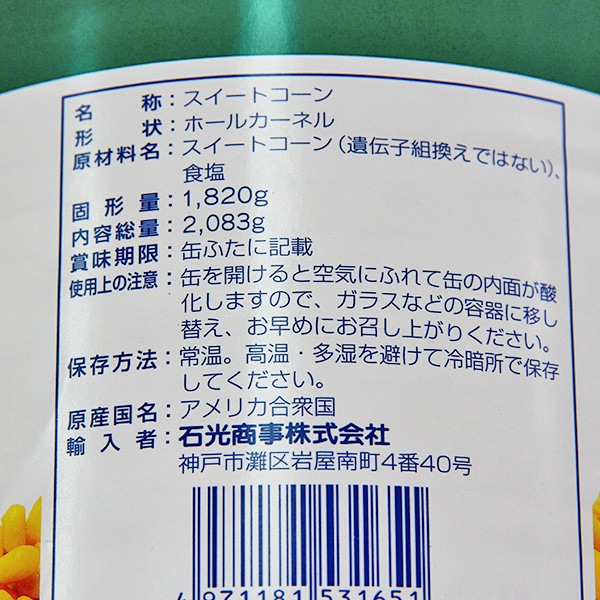 名称：スイートコーン
形状：ホールカーネル
原材料名：スイートコーン（遺伝子組換えではない）、
食塩
固形量：1,820g
内容総量：2,083g
賞味期限：缶ふたに記載
使用上の注意：缶を開けると空気にふれて缶の内面が酸
化しますので、ガラスなどの容器に移し
替え、お早めにお召し上がりください。
保存方法：常温。高温・多湿を避けて冷暗所で保存
してください。
原産国名：アメリカ合衆国
輸入者：石光商事株式会社
神戸市灘区岩屋南町4番40号
4971181531651